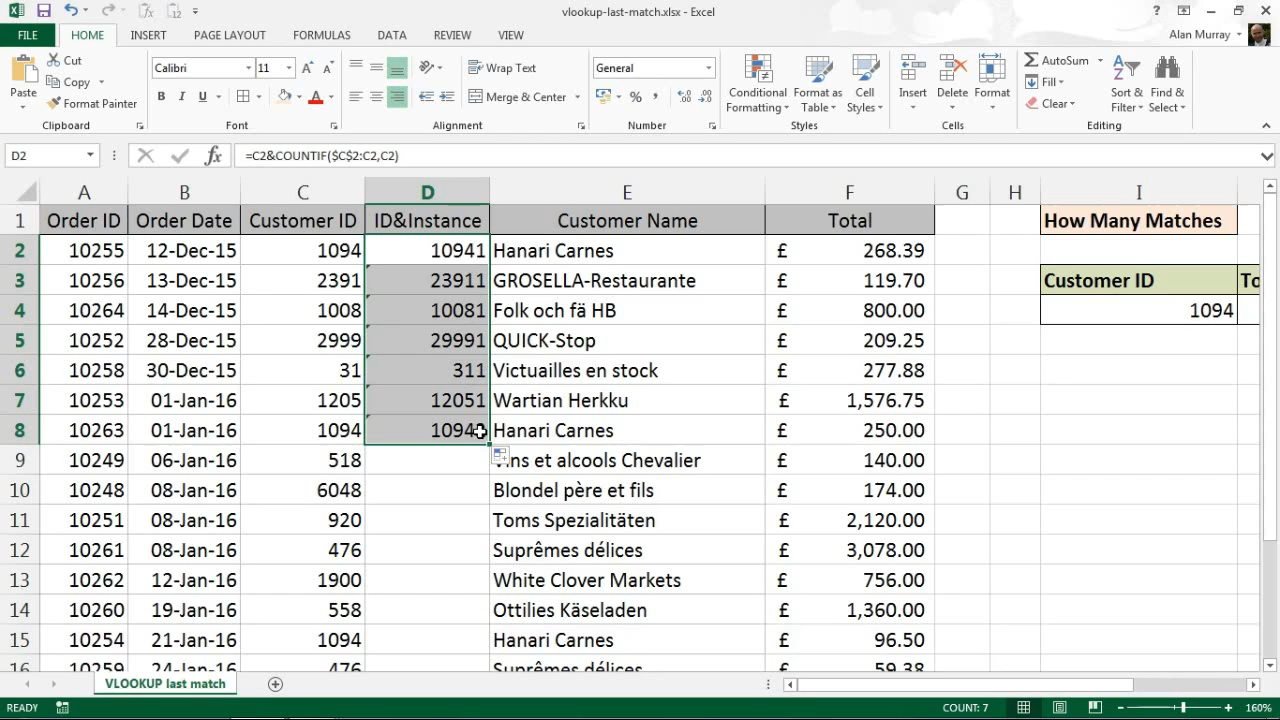 vlookup-last-match.xlsx - Excel
FILE HOME INSERT PAGE LAYOUT FORMULAS DATA REVIEW VIEW Alan Murray
Paste Cut Copy Format Painter
Calibri 11
B I U A
Wrap Text
Merge & Center
General
%
Conditional Formatting
Format as Table
Cell Styles
Insert Delete Format
AutoSum
Fill
Clear
Sort & Filter
Find & Select
Clipboard Font Alignment Number Styles Cells Editing
D2 fx =C2&COUNTIF($C$2:C2,C2)
A B C D E F G H I
1 Order ID Order Date Customer ID ID&Instance Customer Name Total How Many Matches
2 10255 12-Dec-15 1094 10941 Hanari Carnes £ 268.39
3 10256 13-Dec-15 2391 23911 GROSELLA-Restaurante £ 119.70 Customer ID To
4 10264 14-Dec-15 1008 10081 Folk och fä HB £ 800.00 1094
5 10252 28-Dec-15 2999 29991 QUICK-Stop £ 209.25
6 10258 30-Dec-15 31 311 Victuailles en stock £ 277.88
7 10253 01-Jan-16 1205 12051 Wartian Herkku £ 1,576.75
8 10263 01-Jan-16 1094 Hanari Carnes £ 250.00
9 10249 06-Jan-16 518 Vins et alcools Chevalier £ 140.00
10 10248 08-Jan-16 6048 Blondel père et fils £ 174.00
11 10251 08-Jan-16 920 Toms Spezialitäten £ 2,120.00
12 10261 08-Jan-16 476 Suprêmes délices £ 3,078.00
13 10262 12-Jan-16 1900 White Clover Markets £ 756.00
14 10260 19-Jan-16 558 Ottilies Käseladen £ 1,360.00
15 10254 21-Jan-16 1094 Hanari Carnes £ 96.50
16 10259 24-Jan-16 476 Suprêmes délices £ 59.38
VLOOKUP last match
READY COUNT: 7 160%